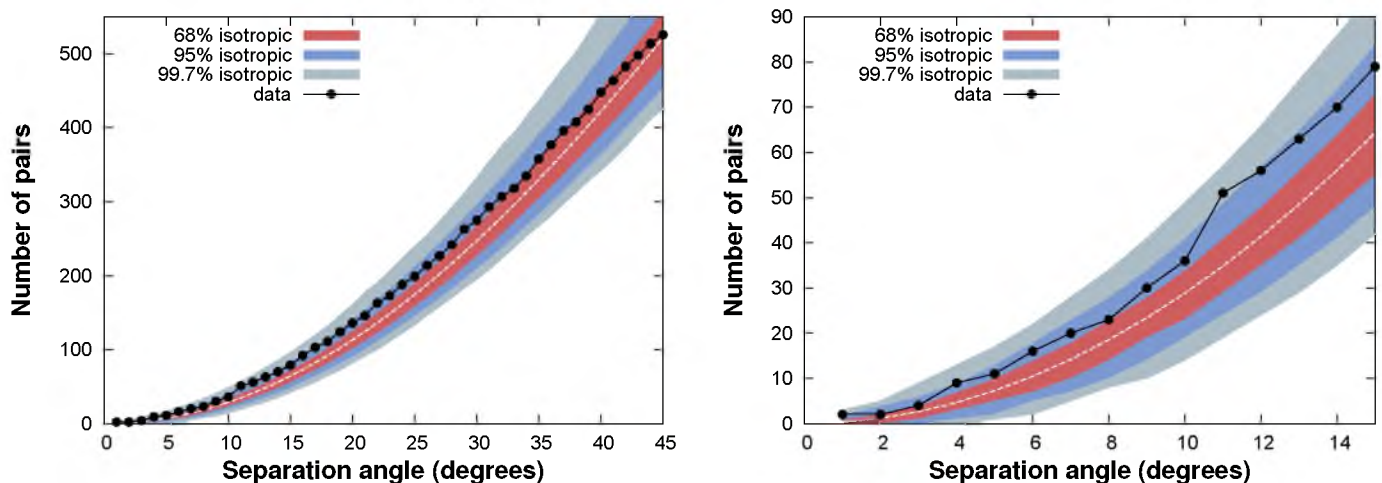 Number of pairs
500
400
300
200
100
0
68% isotropic
95% isotropic
99.7% isotropic
data
0 5 10 15 20 25 30 35 40 45
Separation angle (degrees)
Number of pairs
90
80
70
60
50
40
30
20
10
0
68% isotropic
95% isotropic
99.7% isotropic
data
0 2 4 6 8 10 12 14
Separation angle (degrees)